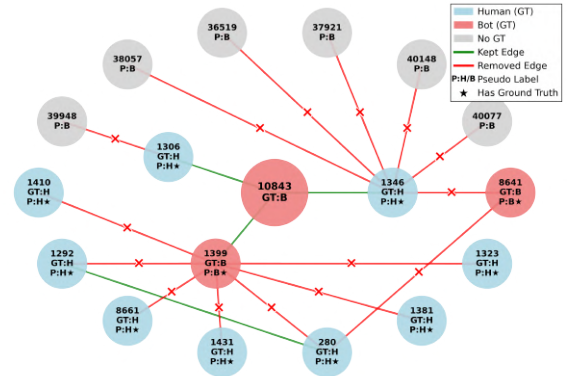 36519
P:B
37921
P:B
Human (GT)
Bot (GT)
No GT
Kept Edge
Removed Edge
P:H/B Pseudo Label
★ Has Ground Truth
38057
P:B
40148
P:B
39948
P:B
40077
P:B
1306
GT:H
P:H★
1410
GT:H
P:H★
10843
GT:B
1346
GT:H
P:H★
8641
GT:B
P:B★
1292
GT:H
P:H★
1399
GT:B
P:B★
1323
GT:H
P:H★
8661
GT:H
P:H★
1431
GT:H
P:H★
280
GT:H
P:H★
1381
GT:H
P:H★